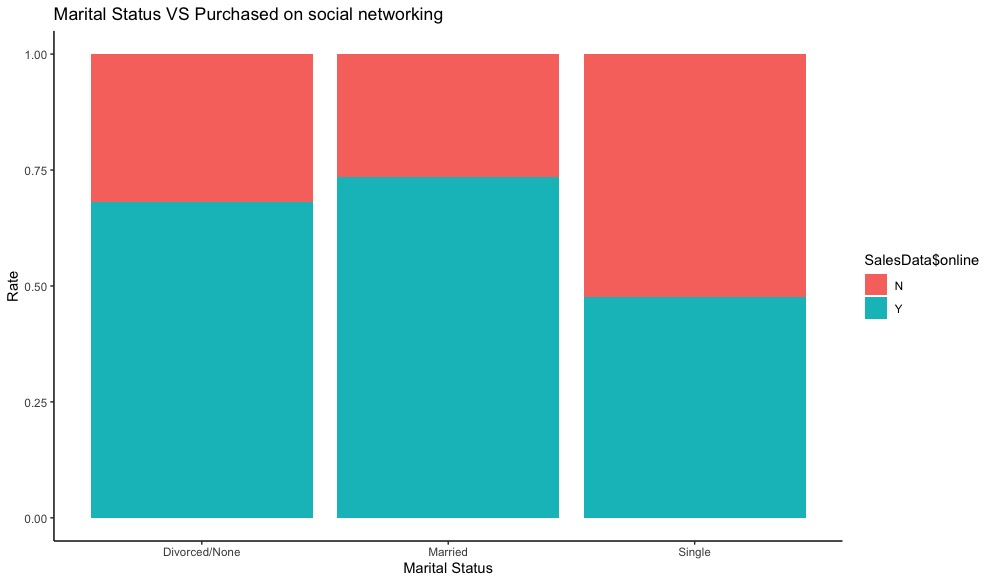 Marital Status VS Purchased on social networking
1.00
0.75
0.50
0.25
0.00
Rate
Divorced/None
Married
Single
Marital Status
SalesData$online
N
Y